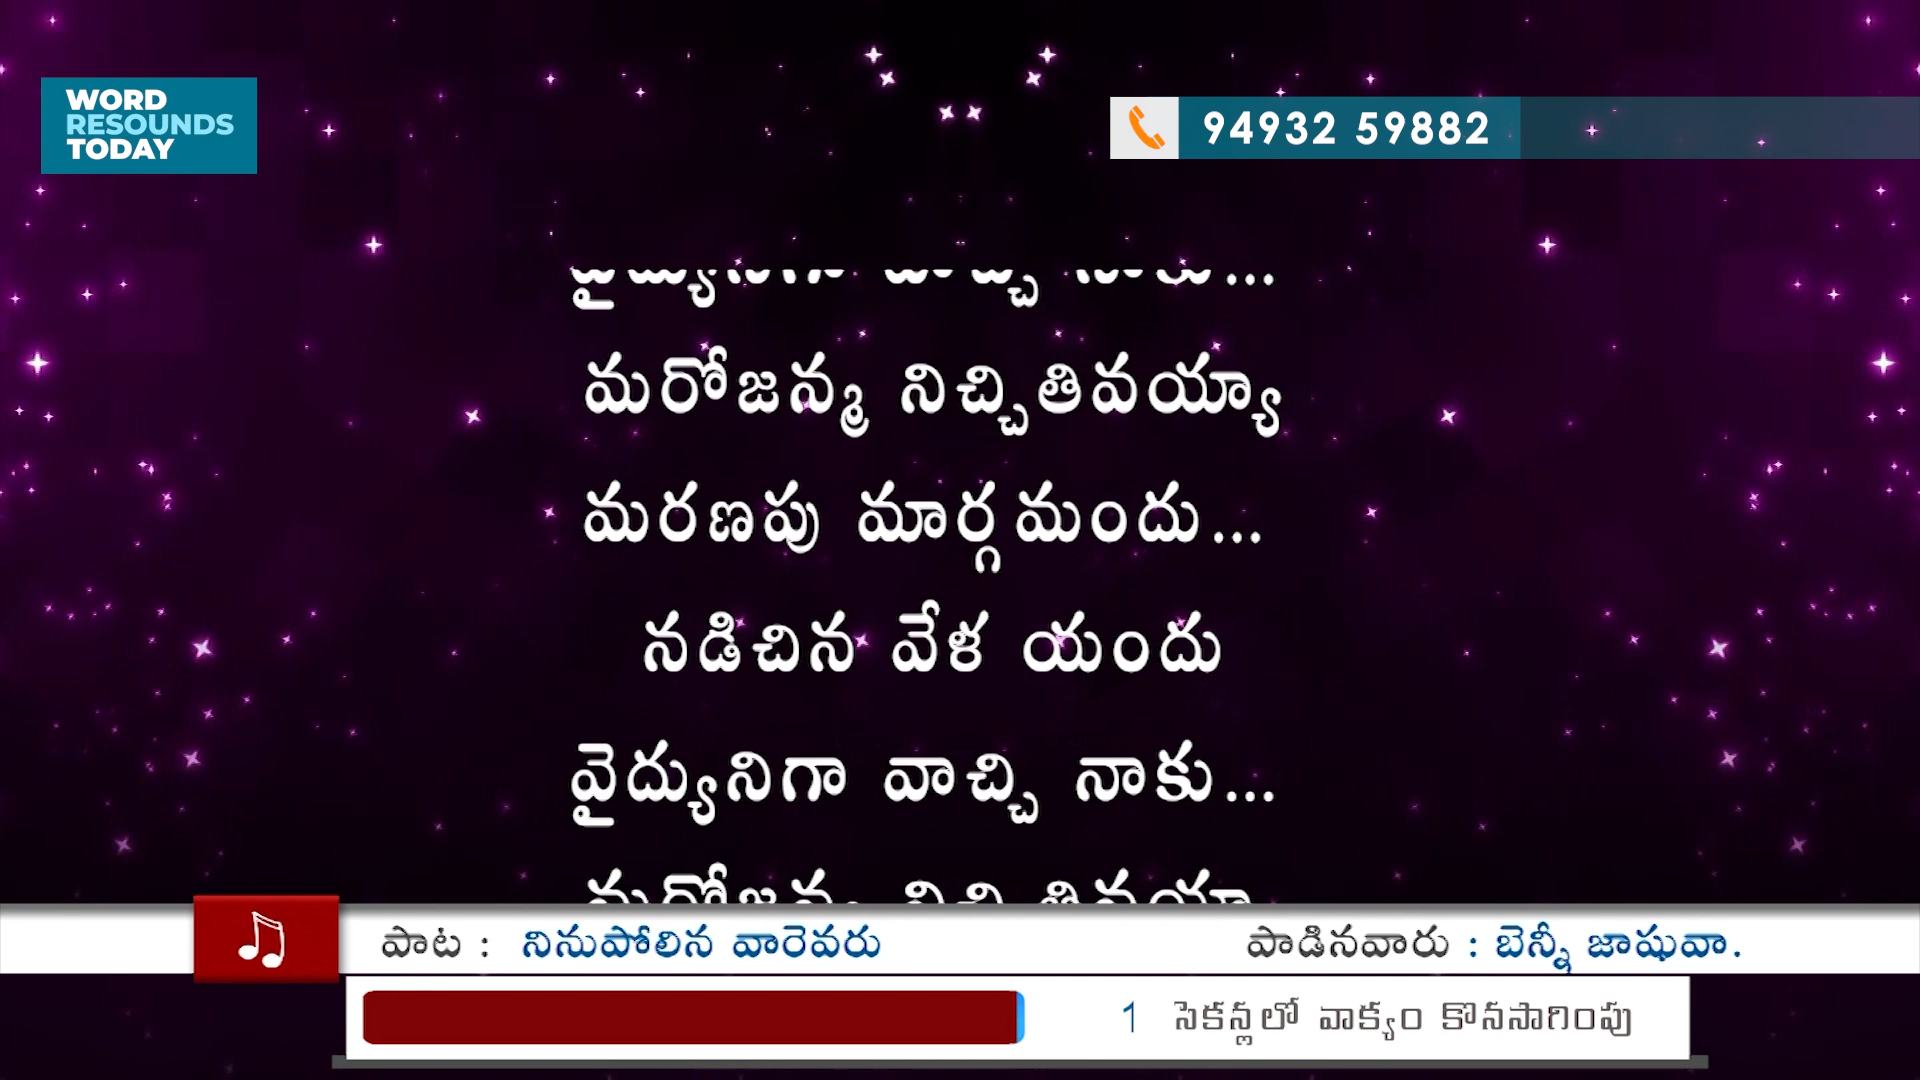 WORD
RESOUNDS
TODAY
94932 59882
మరోజన్మ నిచ్చితివయ్యా
మరణపు మార్గమందు...
నడిచిన వేళ యందు
వైద్యునిగా వాచ్చి నాకు...
పాట : నినుపోలిన వారెవరు
పాడినవారు : బెన్నీ జాషువా.
1 సెకన్లలో వాక్యం కొనసాగింపు